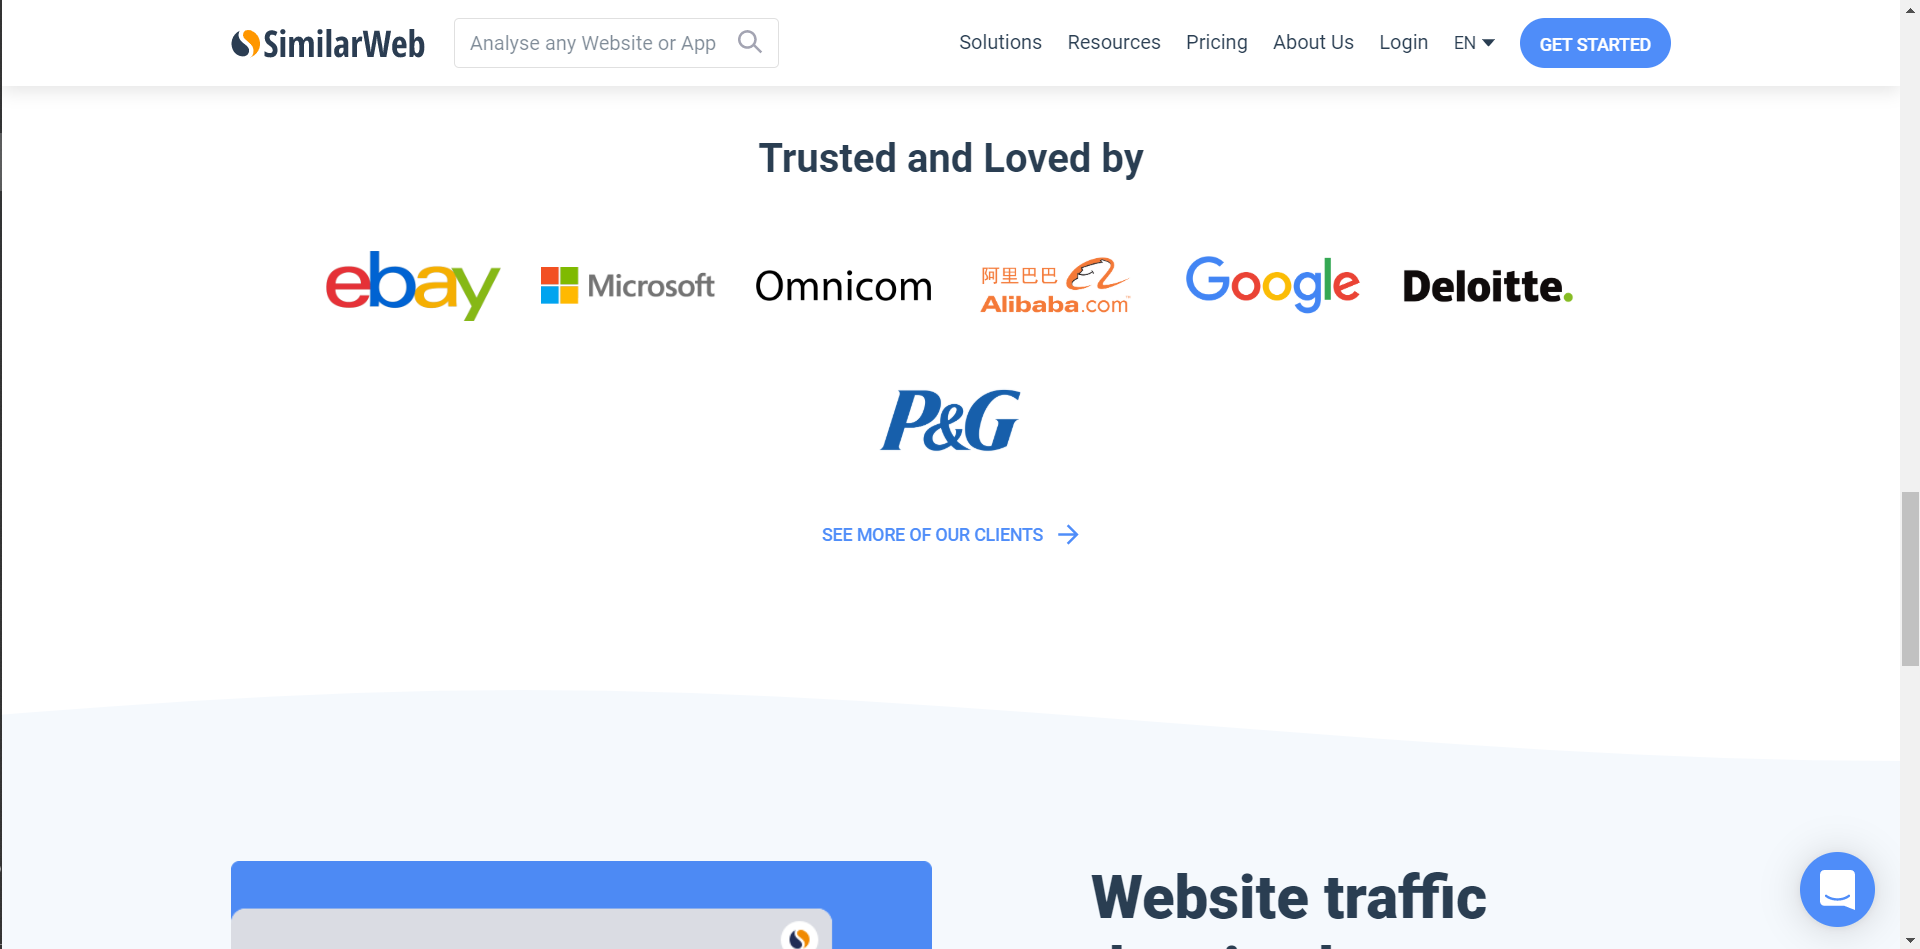 SimilarWeb
Analyse any Website or App
Solutions Resources Pricing About Us Login EN GET STARTED
Trusted and Loved by
ebay Microsoft Omnicom 阿里巴巴 Google Deloitte.
Alibaba.com
P&G
SEE MORE OF OUR CLIENTS
Website traffic